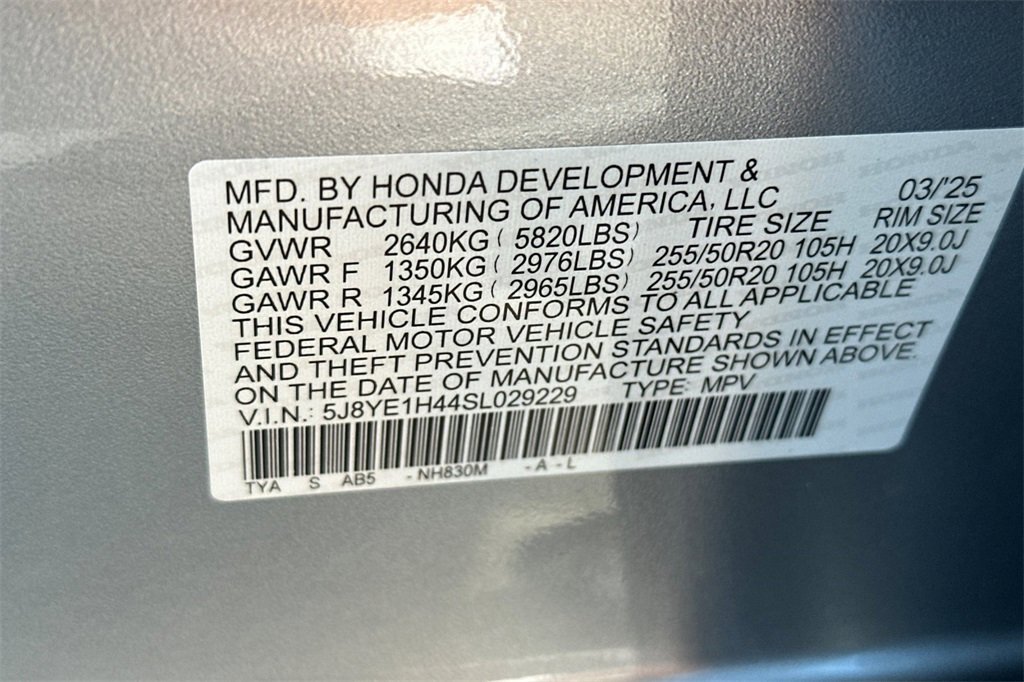 MFD. BY HONDA DEVELOPMENT &
MANUFACTURING OF AMERICA, LLC 03/'25
GVWR 2640KG ( 5820LBS) TIRE SIZE RIM SIZE
GAWR F 1350KG ( 2976LBS) 255/50R20 105H 20X9.0J
GAWR R 1345KG ( 2965LBS) 255/50R20 105H 20X9.0J
THIS VEHICLE CONFORMS TO ALL APPLICABLE
FEDERAL MOTOR VEHICLE SAFETY
AND THEFT PREVENTION STANDARDS IN EFFECT
ON THE DATE OF MANUFACTURE SHOWN ABOVE.
V.I.N.: 5J8YE1H44SL029229 TYPE: MPV
TYA S AB5 - NH830M - A - L